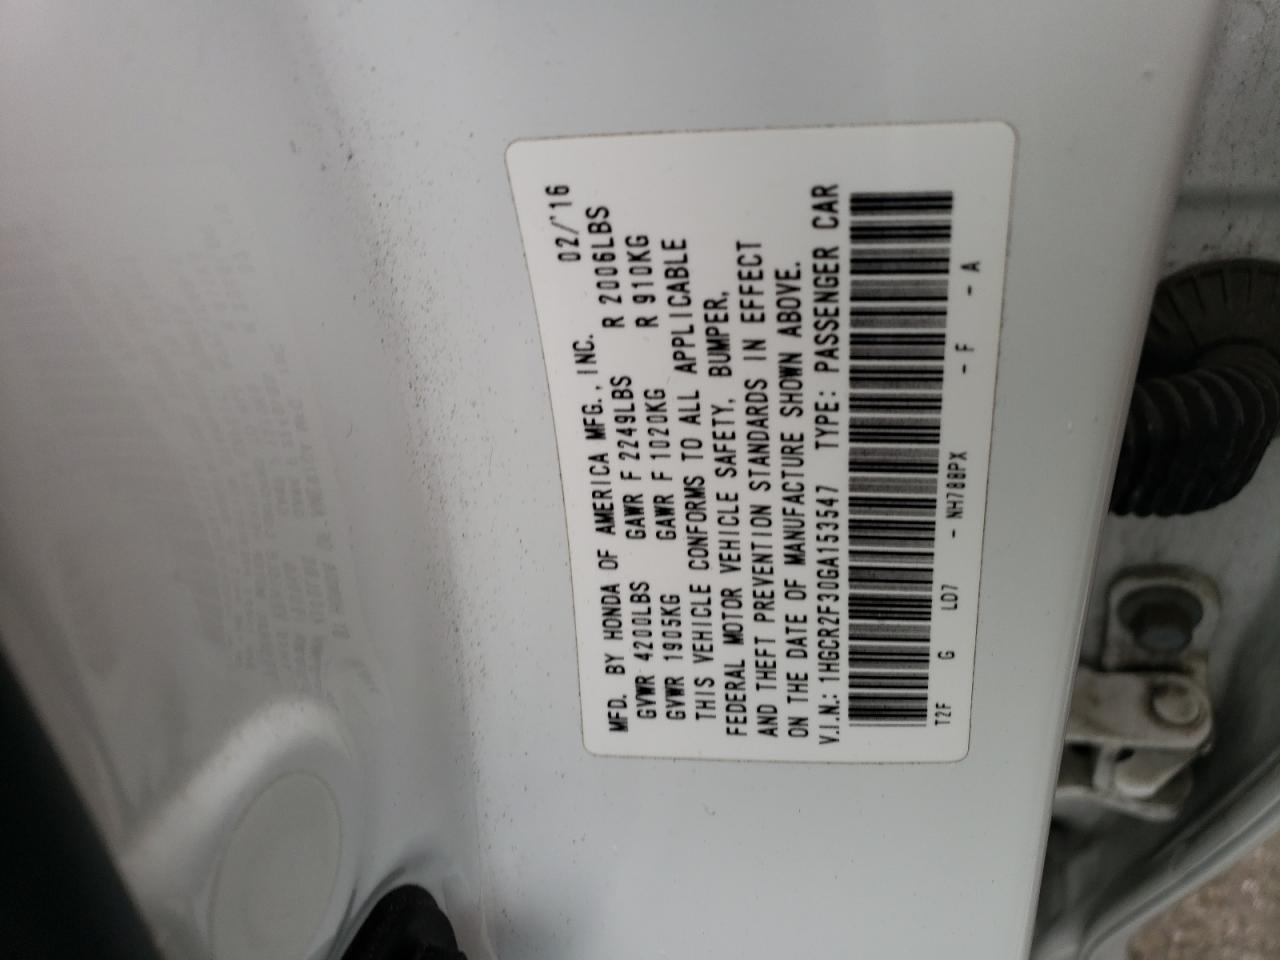 MFD. BY HONDA OF AMERICA MFG., INC. 02/'16
GVWR 4200LBS GAWR F 2249LBS R 2006LBS
GVWR 1905KG GAWR F 1020KG R 910KG
THIS VEHICLE CONFORMS TO ALL APPLICABLE
FEDERAL MOTOR VEHICLE SAFETY, BUMPER,
AND THEFT PREVENTION STANDARDS IN EFFECT
ON THE DATE OF MANUFACTURE SHOWN ABOVE.
V.I.N.: 1HGCR2F30GA153547 TYPE: PASSENGER CAR
T2F G LD7 - NH788PX - F - A